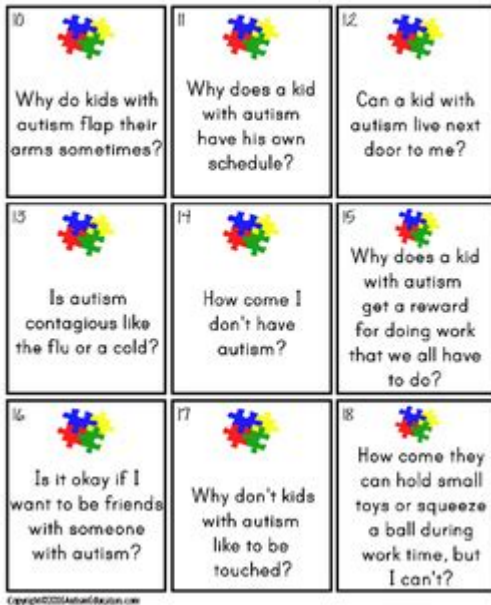 10
Why do kids with
autism flap their
arms sometimes?
11
Why does a kid
with autism
have his own
schedule?
12
Can a kid with
autism live next
door to me?
13
Is autism
contagious like
the flu or a cold?
14
How come I
don't have
autism?
15
Why does a kid
with autism
get a reward
for doing work
that we all have
to do?
16
Is it okay if I
want to be friends
with someone
with autism?
17
Why don't kids
with autism
like to be
touched?
18
How come they
can hold small
toys or squeeze
a ball during
work time, but
I can't?